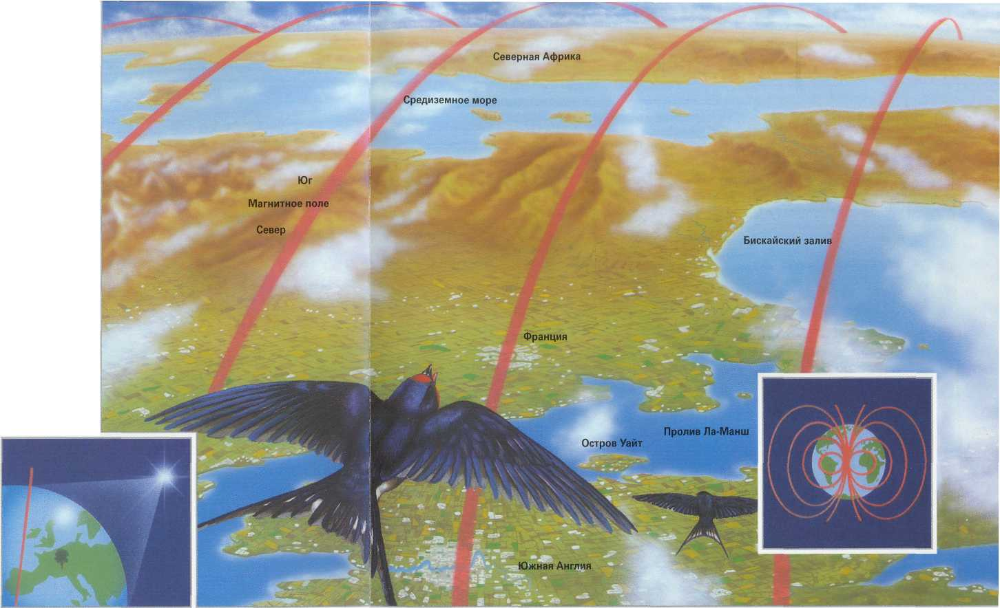 Северная Африка
Средиземное море
Юг
Магнитное поле
Север
Бискайский залив
Франция
Пролив Ла-Манш
Остров Уайт
Южная Англия